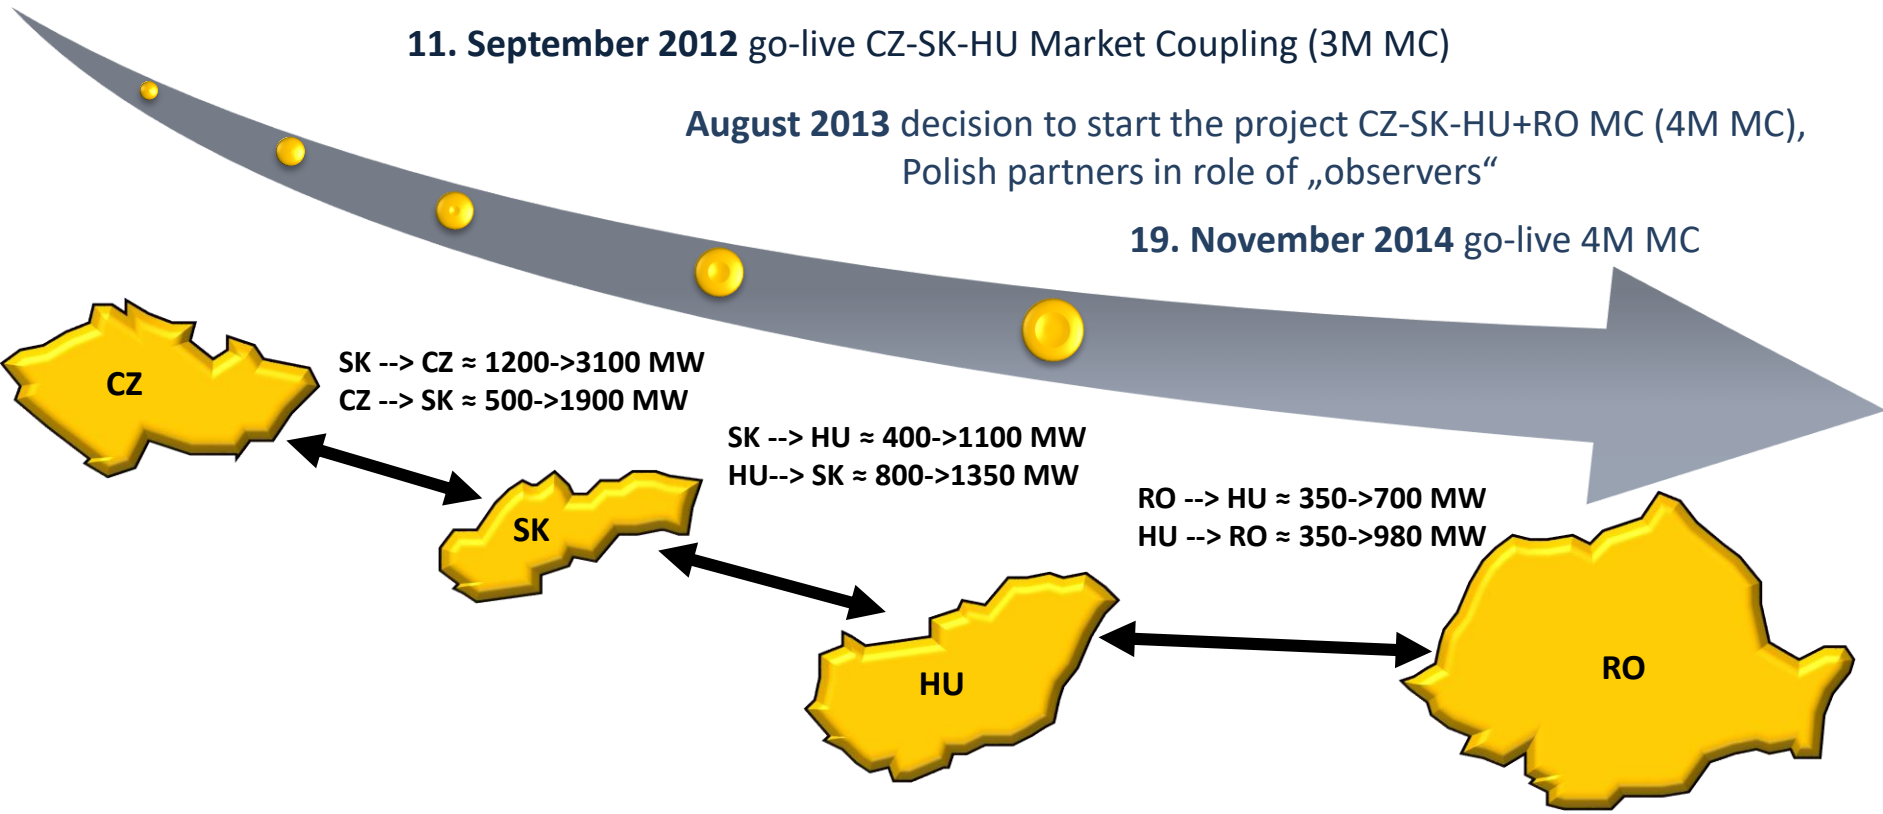 11. September 2012 go-live CZ-SK-HU Market Coupling (3M MC)
August 2013 decision to start the project CZ-SK-HU+RO MC (4M MC),
Polish partners in role of „observers“
19. November 2014 go-live 4M MC
CZ
SK --> CZ ≈ 1200->3100 MW
CZ --> SK ≈ 500->1900 MW
SK --> HU ≈ 400->1100 MW
HU--> SK ≈ 800->1350 MW
RO --> HU ≈ 350->700 MW
HU --> RO ≈ 350->980 MW
SK
HU
RO